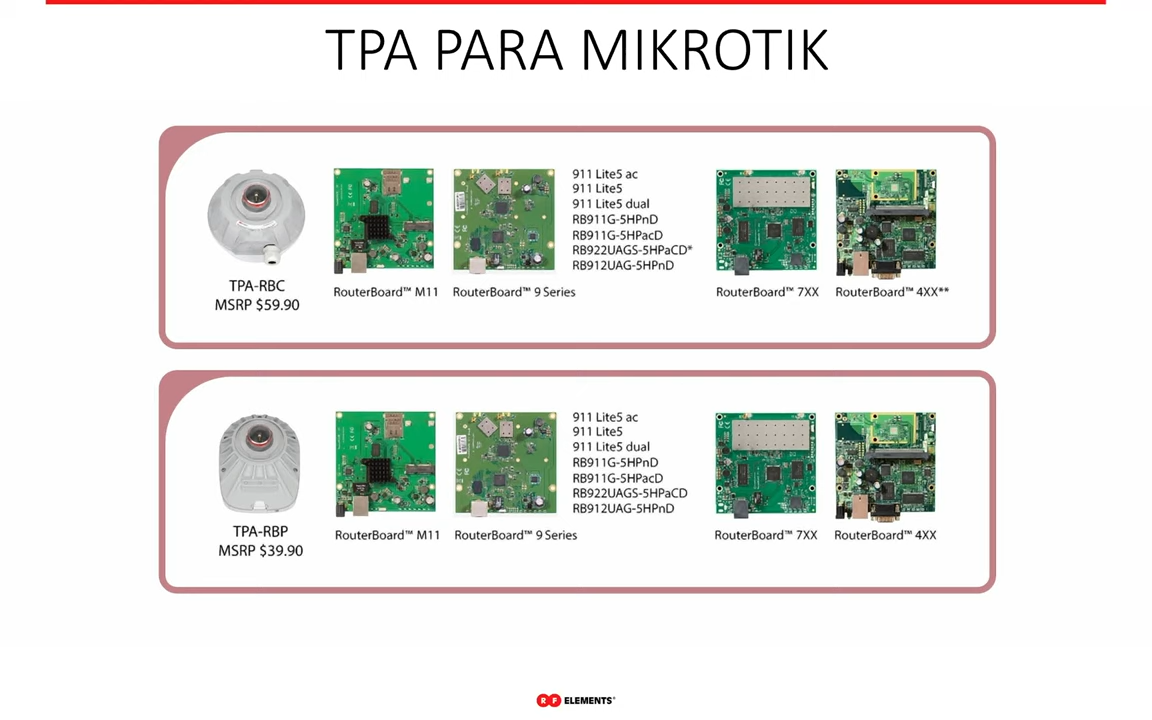 TPA PARA MIKROTIK
911 Lite5 ac
911 Lite5
911 Lite5 dual
RB911G-5HPnD
RB911G-5HPacD
RB922UAGS-5HPaCD*
RB912UAG-5HPnD
TPA-RBC
MSRP $59.90
RouterBoard™ M11
RouterBoard™ 9 Series
RouterBoard™ 7XX
RouterBoard™ 4XX**
911 Lite5 ac
911 Lite5
911 Lite5 dual
RB911G-5HPnD
RB911G-5HPacD
RB922UAGS-5HPaCD
RB912UAG-5HPnD
TPA-RBP
MSRP $39.90
RouterBoard™ M11
RouterBoard™ 9 Series
RouterBoard™ 7XX
RouterBoard™ 4XX
RF ELEMENTS